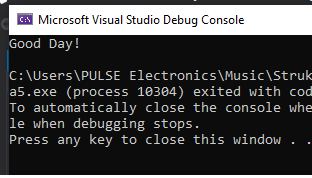 Microsoft Visual Studio Debug Console
Good Day!
C:\Users\PULSE Electronics\Music\Struk
a5.exe (process 10304) exited with cod
To automatically close the console whe
le when debugging stops.
Press any key to close this window . .